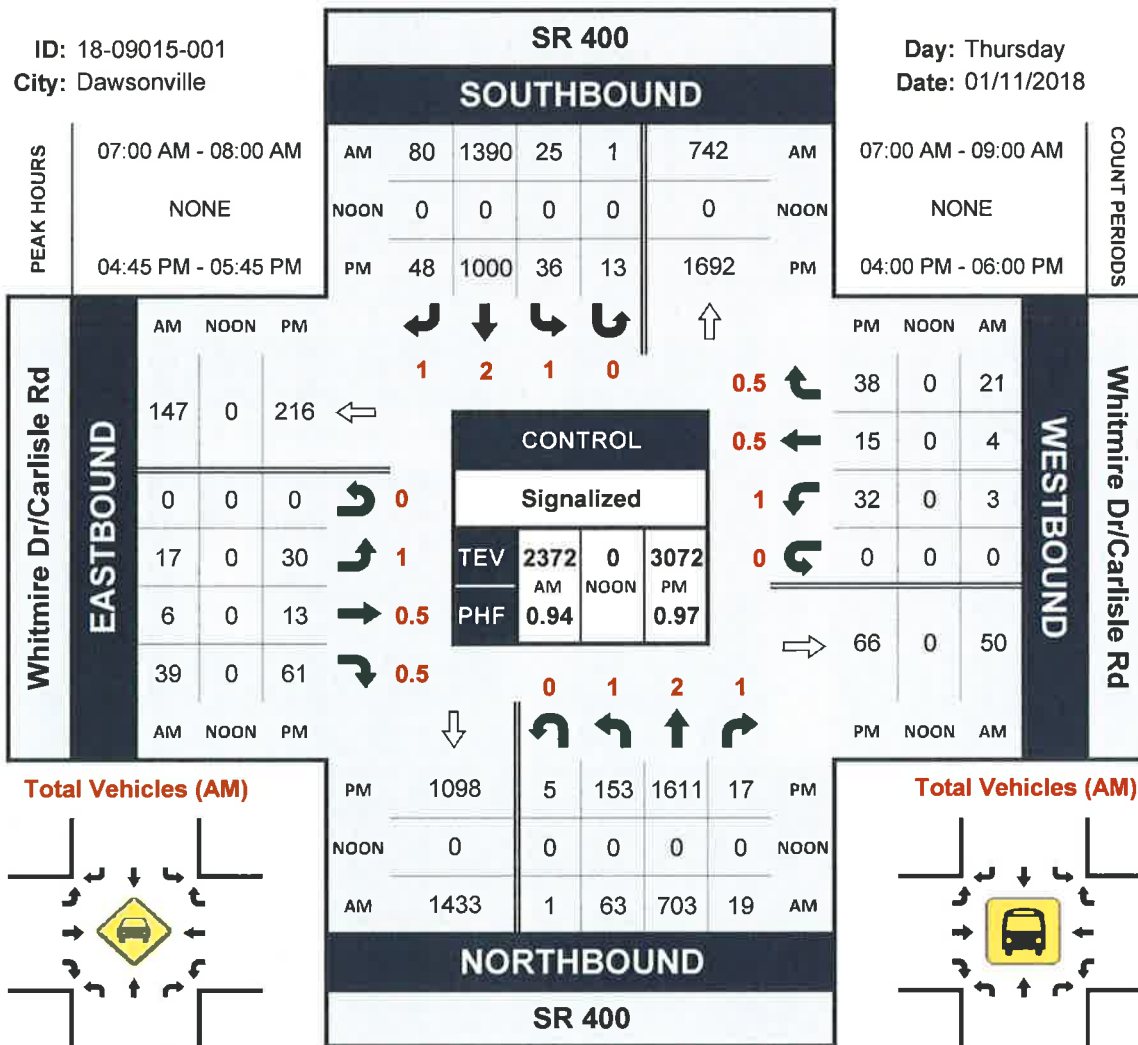 SR 400
SOUTHBOUND
ID: 18-09015-001
City: Dawsonville
Day: Thursday
Date: 01/11/2018
PEAK HOURS
07:00 AM - 08:00 AM
NONE
04:45 PM - 05:45 PM
AM 80 1390 25 1 742 AM
NOON 0 0 0 0 0 NOON
PM 48 1000 36 13 1692 PM
07:00 AM - 09:00 AM
NONE
04:00 PM - 06:00 PM
COUNT PERIODS
1 2 1 0
Whitmire Dr/Carlisle Rd
EASTBOUND
AM NOON PM
147 0 216
0 0 0 0
17 0 30 1
6 0 13 0.5
39 0 61 0.5
AM NOON PM
CONTROL
Signalized
TEV 2372 0 3072
AM NOON PM
PHF 0.94 0.97
PM NOON AM
0.5 38 0 21
0.5 15 0 4
1 32 0 3
0 0 0 0
66 0 50
PM NOON AM
WESTBOUND
Whitmire Dr/Carlisle Rd
0 1 2 1
PM 1098 5 153 1611 17 PM
NOON 0 0 0 0 0 NOON
AM 1433 1 63 703 19 AM
NORTHBOUND
SR 400
Total Vehicles (AM)
Total Vehicles (AM)